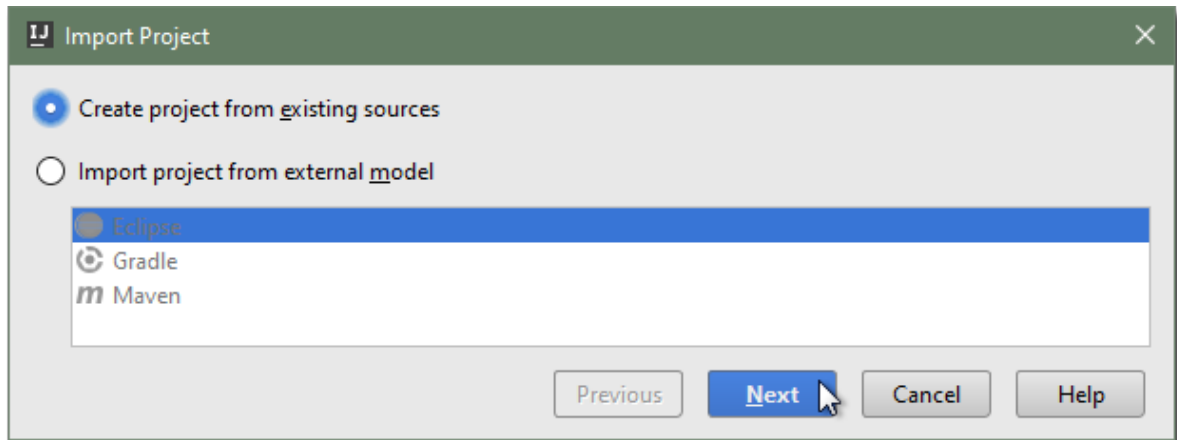 IJ Import Project
Create project from existing sources
Import project from external model
Eclipse
Gradle
m Maven
Previous Next Cancel Help